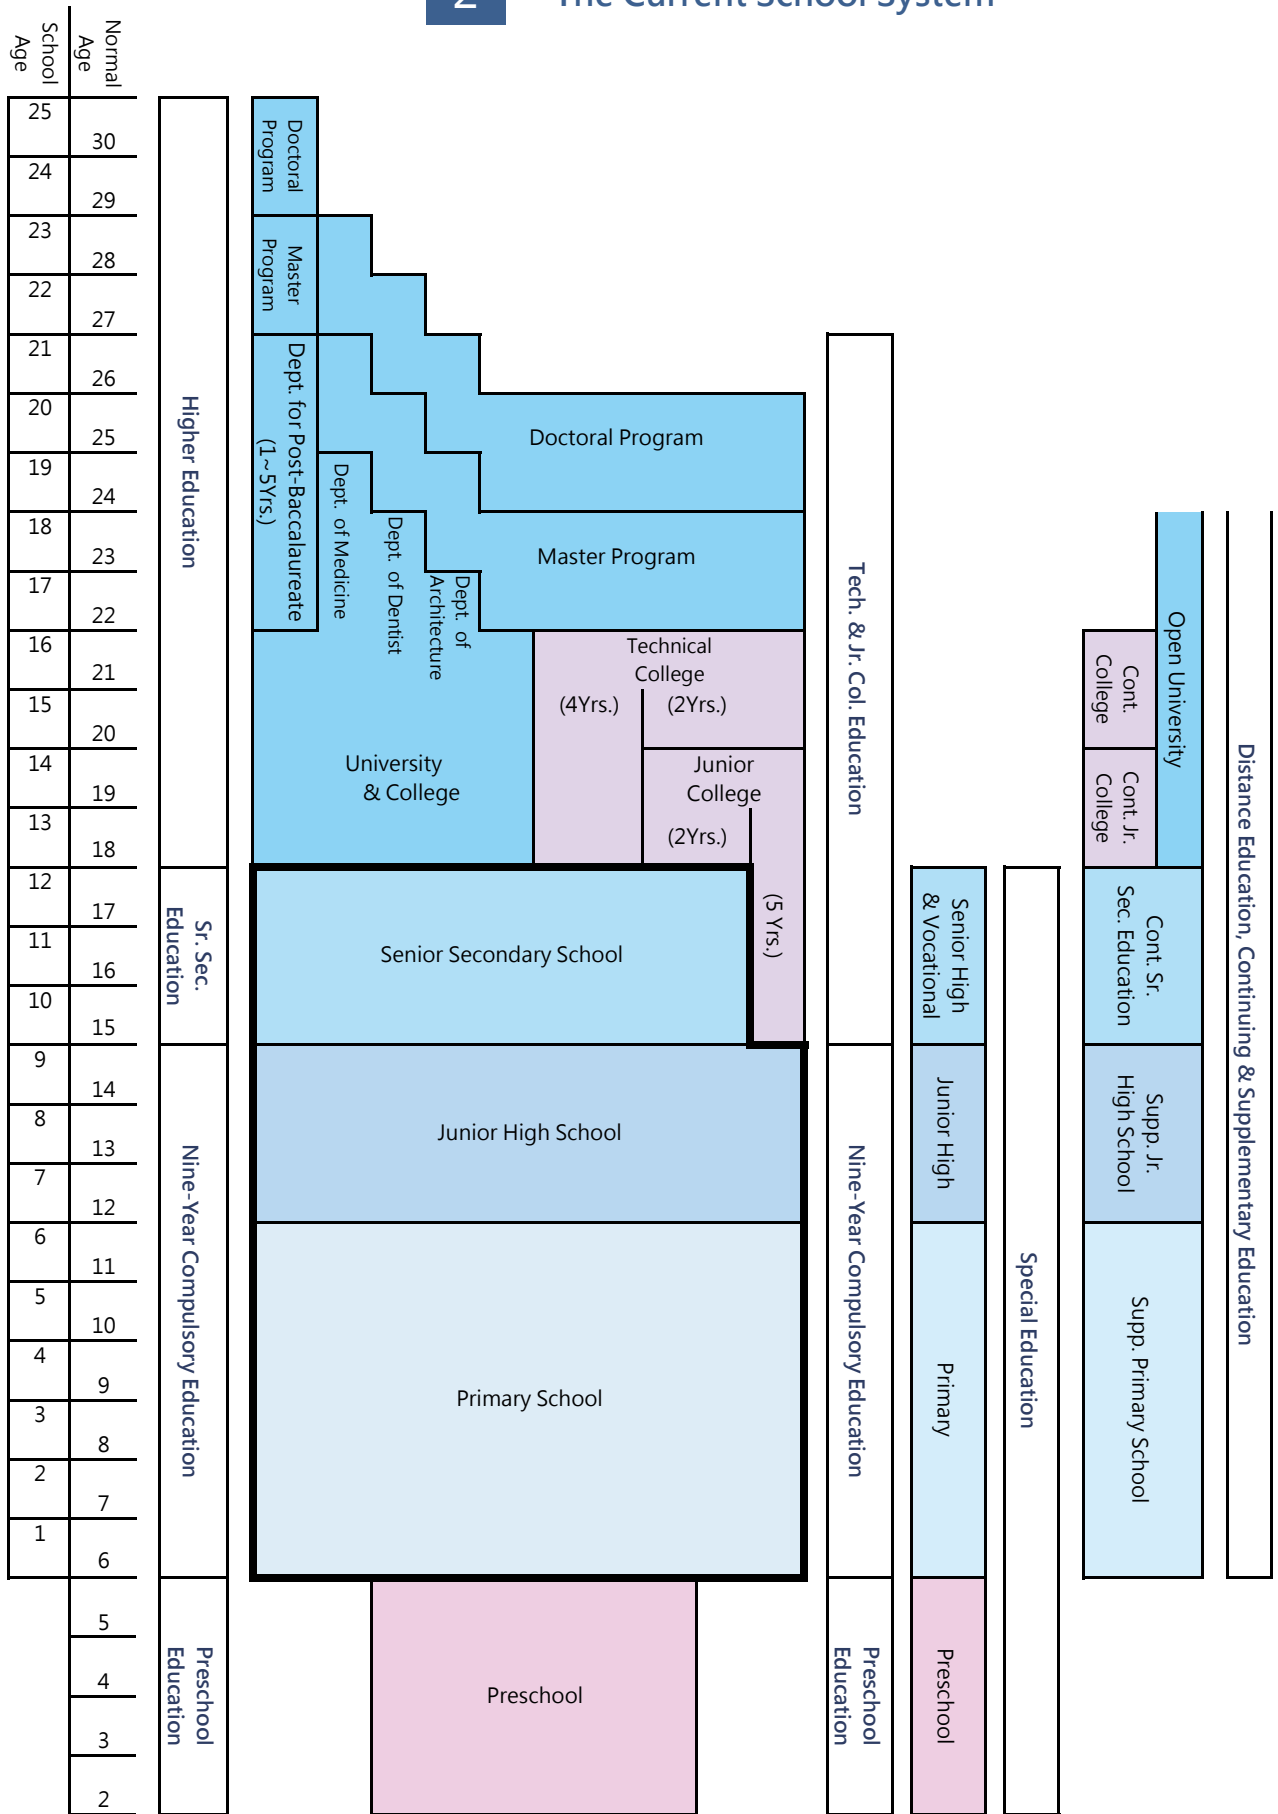 2
The Current School System
School
Age
Normal
Age
25
30
24
29
23
28
22
27
21
26
20
25
19
24
18
23
17
22
16
21
15
20
14
19
13
18
12
17
11
16
10
15
9
14
8
13
7
12
6
11
5
10
4
9
3
8
2
7
1
6
5
4
3
2
Higher Education
Sr. Sec.
Education
Nine-Year Compulsory Education
Preschool
Education
Doctoral
Program
Master
Program
Dept. for Post-Baccalaureate
(1~5Yrs.)
Dept. of Medicine
Dept. of Dentist
Dept. of
Architecture
Doctoral Program
Master Program
University
& College
Technical
College
(4Yrs.)
(2Yrs.)
Junior
College
(2Yrs.)
(5 Yrs.)
Senior Secondary School
Junior High School
Primary School
Preschool
Tech. & Jr. Col. Education
Nine-Year Compulsory Education
Preschool
Education
Senior High
& Vocational
Junior High
Primary
Preschool
Special Education
Open University
Cont.
College
Cont. Jr.
College
Cont. Sr.
Sec. Education
Supp. Jr.
High School
Supp. Primary School
Distance Education, Continuing & Supplementary Education